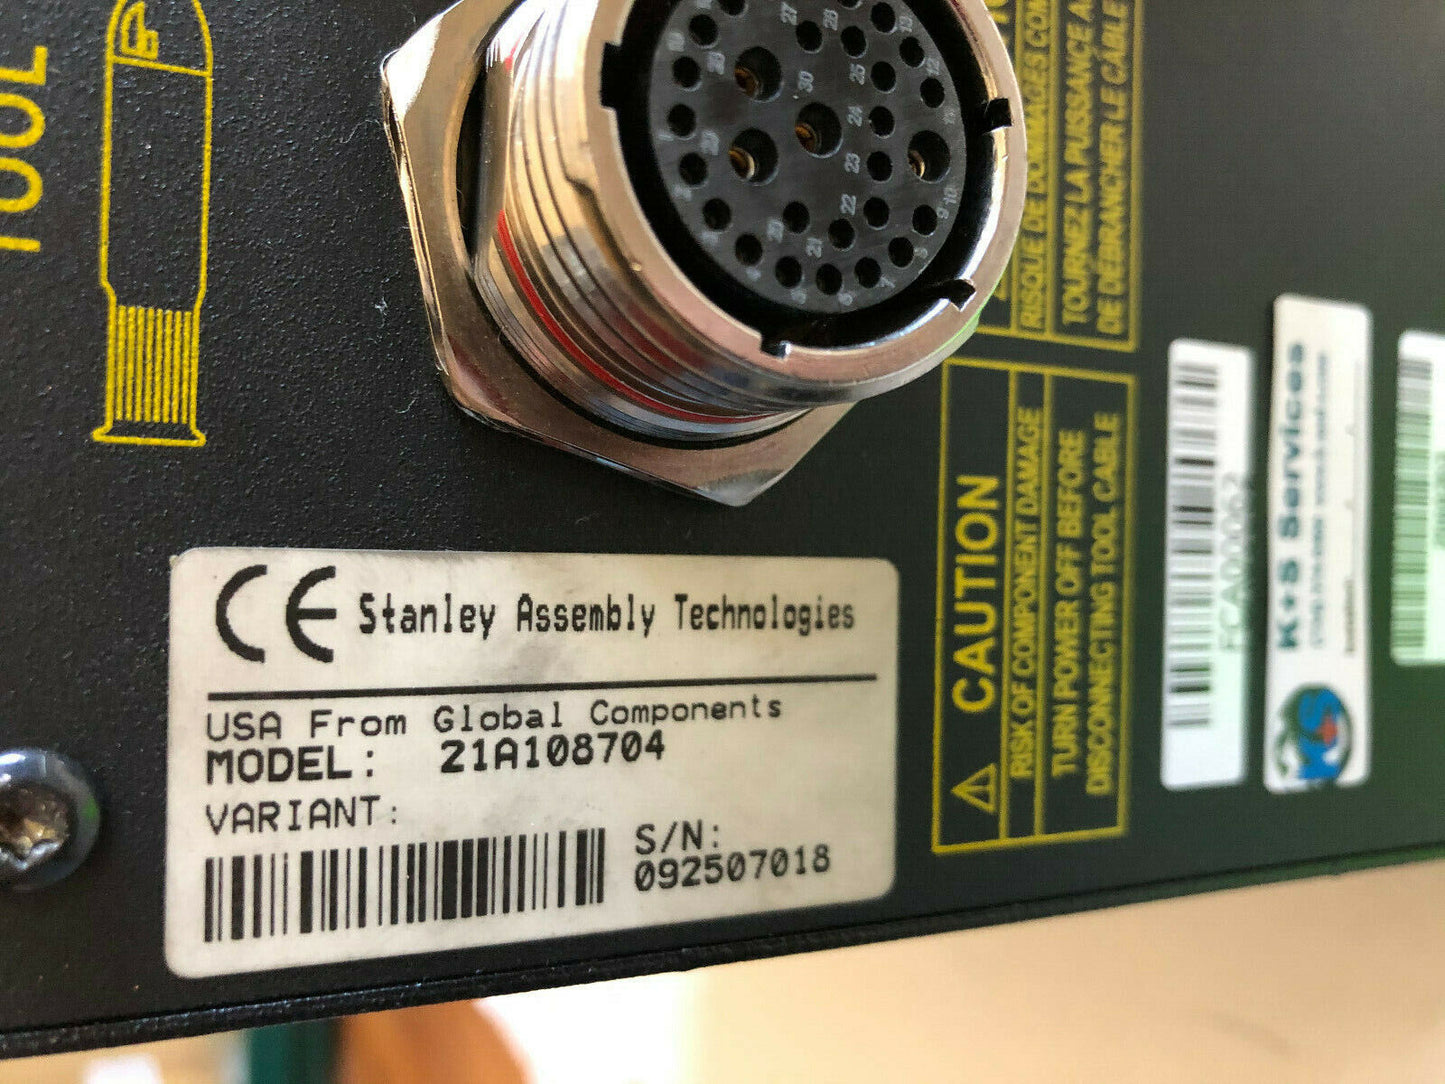 TOOL
RISQUE DE DOMMAGES COM
TOURNEZ LA PUISSANCE A
DE DÉBRANCHER LE CÂBLE
CAUTION
RISK OF COMPONENT DAMAGE
TURN POWER OFF BEFORE
DISCONNECTING TOOL CABLE
K+S Services
K+S
CE Stanley Assembly Technologies
USA From Global Components
MODEL: 21A108704
VARIANT:
S/N:
092507018